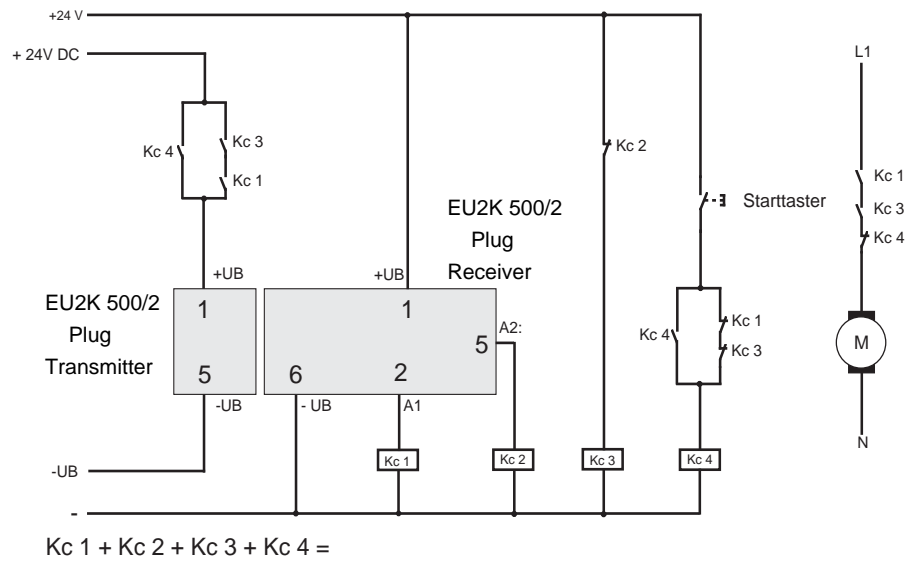 +24 V
+ 24V DC
L1
Kc 4
Kc 3
Kc 1
Kc 2
Kc 1
Kc 3
Kc 4
Starttaster
EU2K 500/2
Plug
Receiver
+UB
+UB
EU2K 500/2
Plug
Transmitter
1
5
1
5
6
2
A2:
Kc 4
Kc 1
Kc 3
M
-UB
- UB
A1
N
-UB
Kc 1
Kc 2
Kc 3
Kc 4
-
Kc 1 + Kc 2 + Kc 3 + Kc 4 =